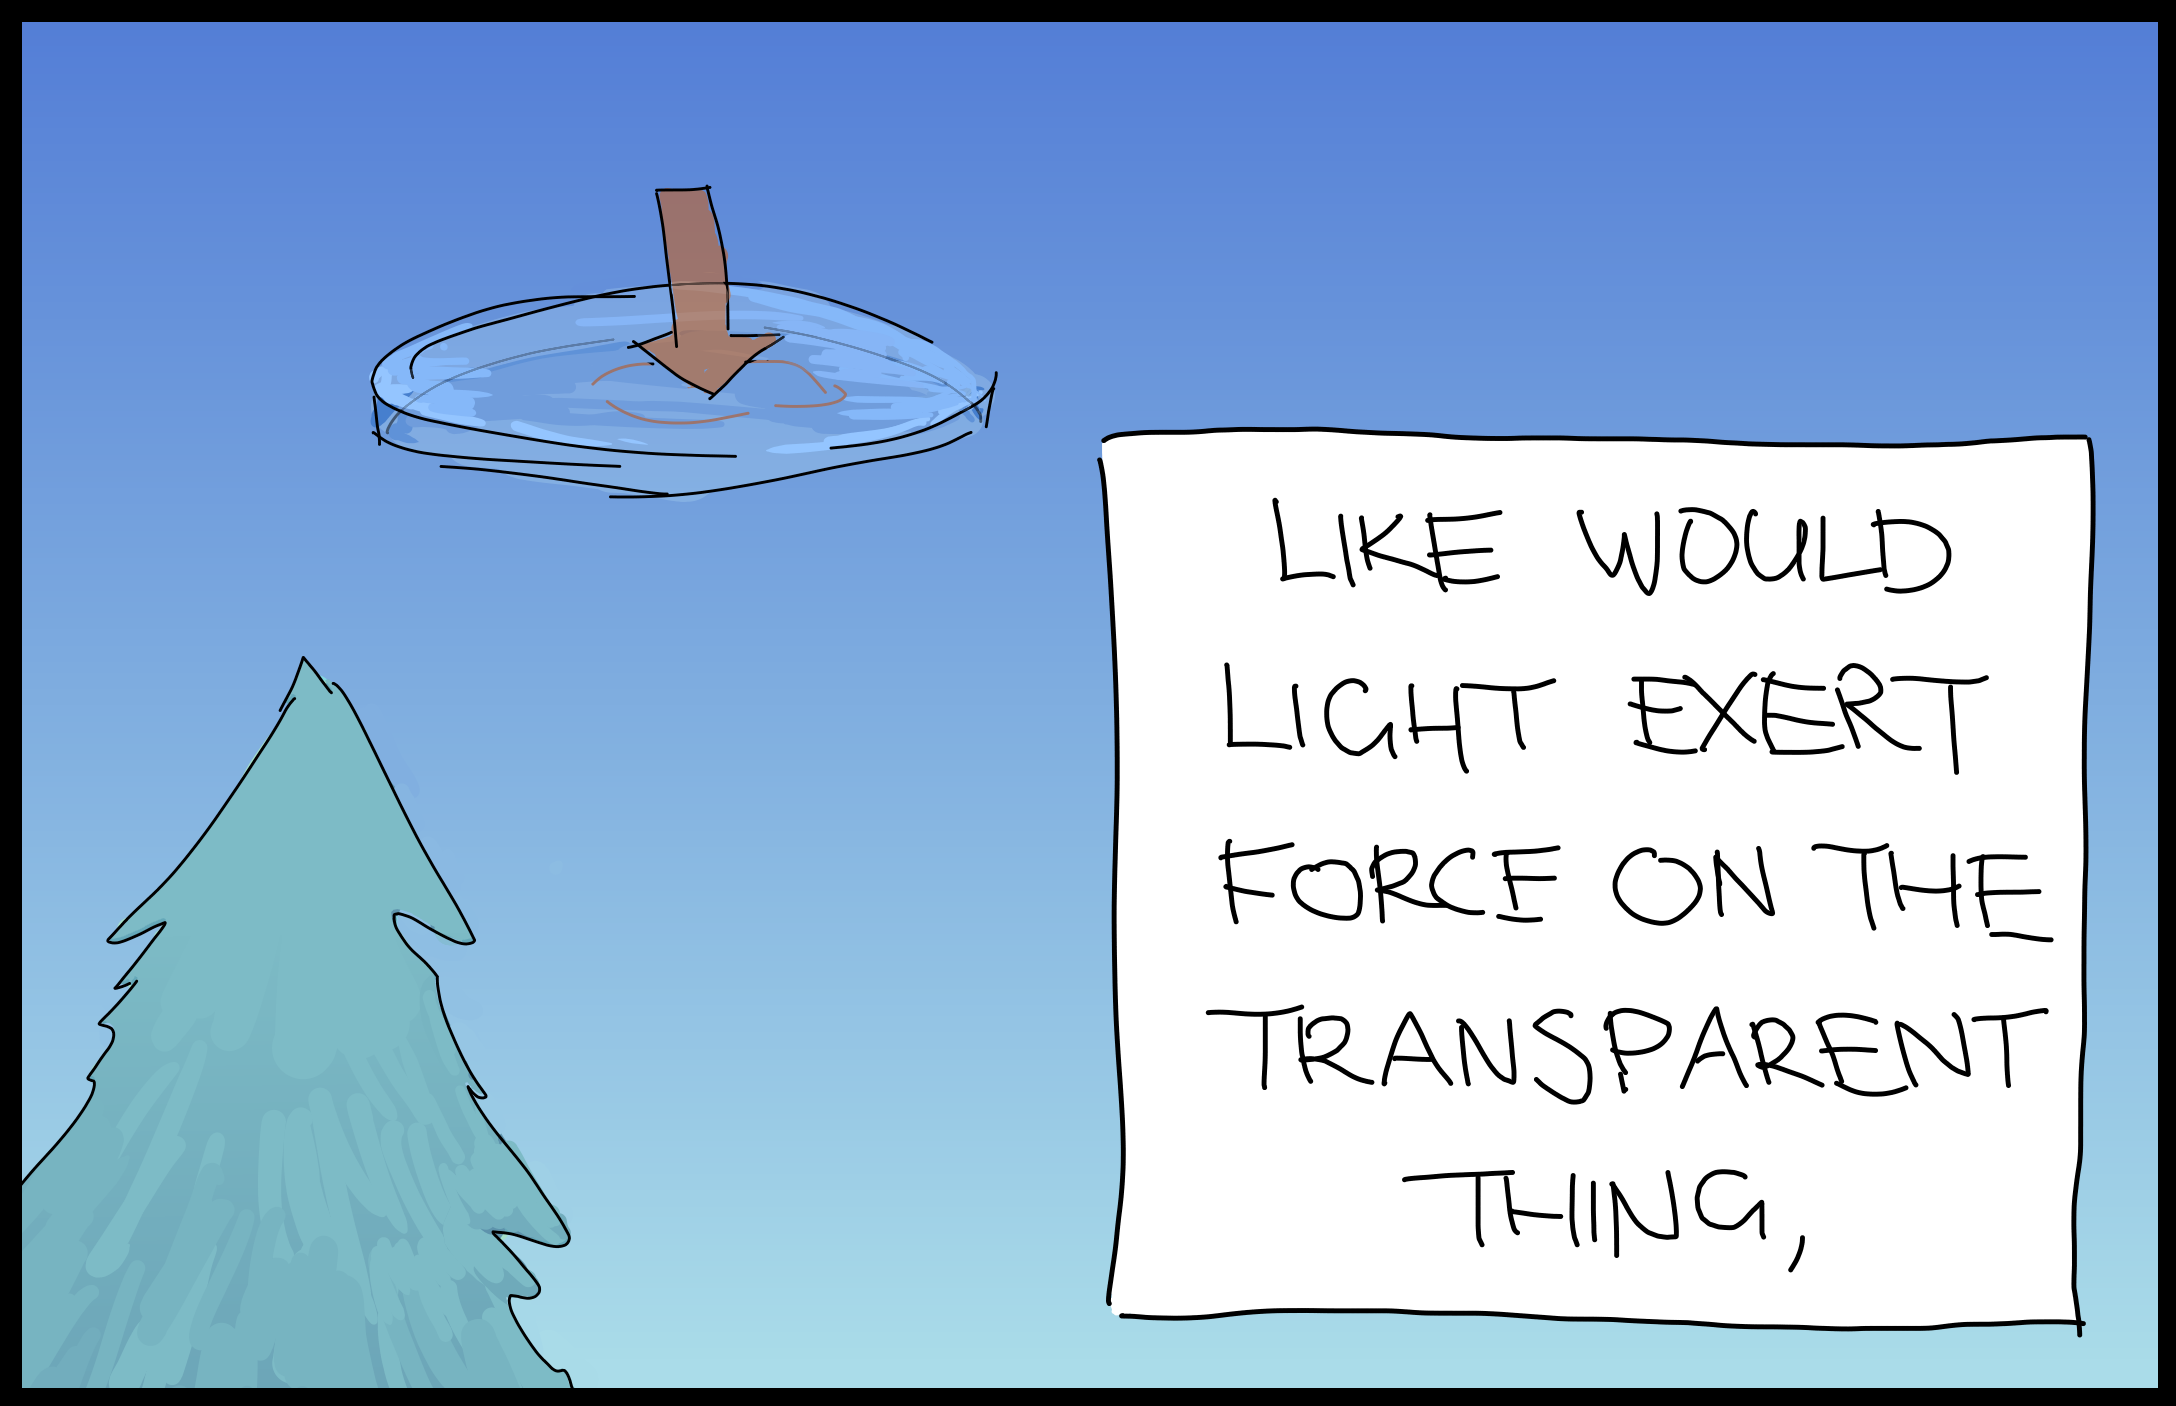 LIKE WOULD
LIGHT EXERT
FORCE ON THE
TRANSPARENT
THING,